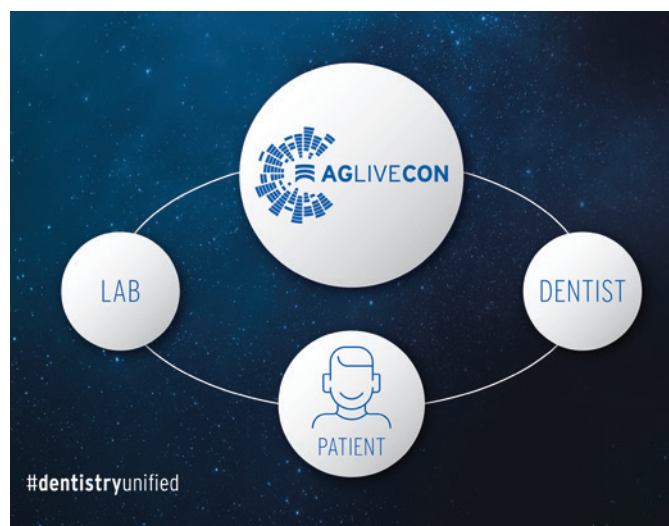 AGLIVECON
LAB
DENTIST
PATIENT
#dentistryunified